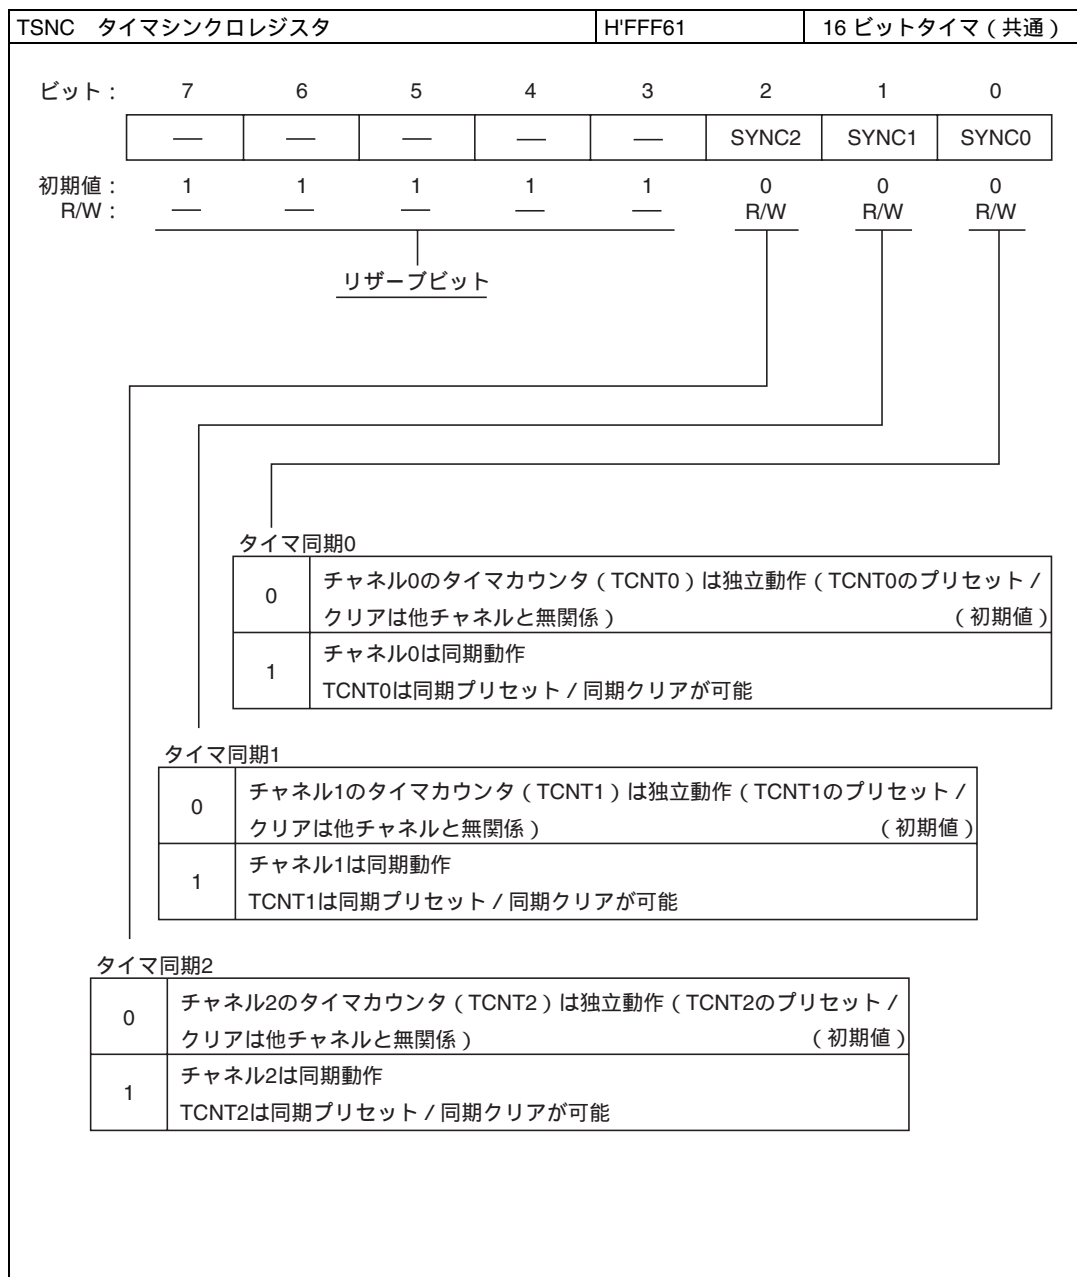 TSNC　タイマシンクロレジスタ H'FFF61 16 ビットタイマ（共通）
ビット： 7 6 5 4 3 2 1 0
— — — — — SYNC2 SYNC1 SYNC0
初期値： 1 1 1 1 1 0 0 0
R/W： — — — — — R/W R/W R/W
リザーブビット
タイマ同期0
0 チャネル0のタイマカウンタ（TCNT0）は独立動作（TCNT0のプリセット／
クリアは他チャネルと無関係） （初期値）
1 チャネル0は同期動作
TCNT0は同期プリセット／同期クリアが可能
タイマ同期1
0 チャネル1のタイマカウンタ（TCNT1）は独立動作（TCNT1のプリセット／
クリアは他チャネルと無関係） （初期値）
1 チャネル1は同期動作
TCNT1は同期プリセット／同期クリアが可能
タイマ同期2
0 チャネル2のタイマカウンタ（TCNT2）は独立動作（TCNT2のプリセット／
クリアは他チャネルと無関係） （初期値）
1 チャネル2は同期動作
TCNT2は同期プリセット／同期クリアが可能